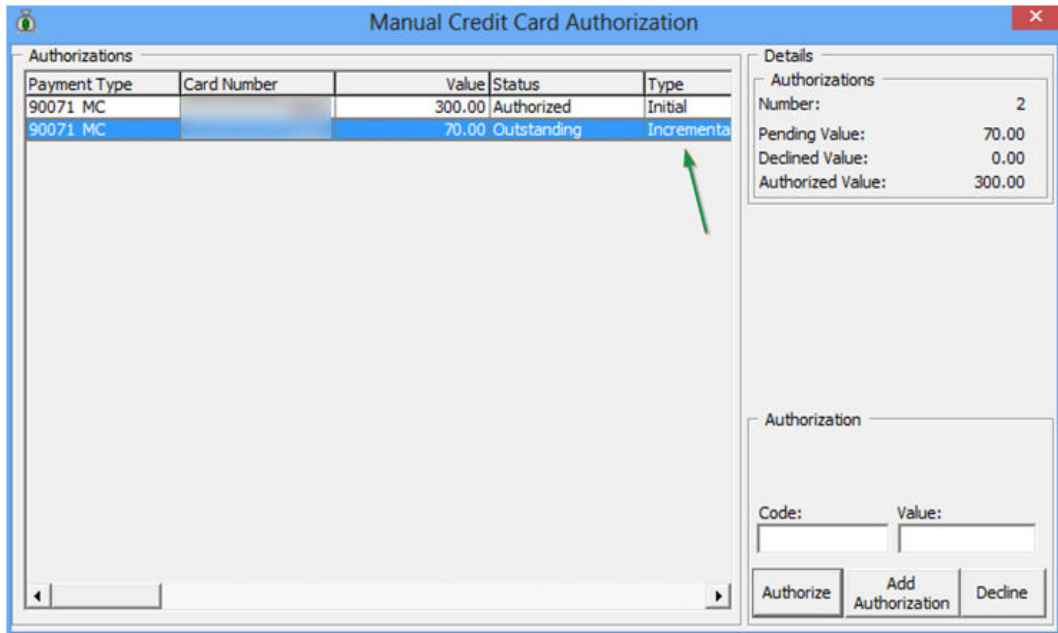 Manual Credit Card Authorization
Authorizations
Payment Type Card Number Value Status Type
90071 MC 300.00 Authorized Initial
90071 MC 70.00 Outstanding Incrementa
Details
Authorizations
Number: 2
Pending Value: 70.00
Declined Value: 0.00
Authorized Value: 300.00
Authorization
Code: Value:
Authorize Add Authorization Decline